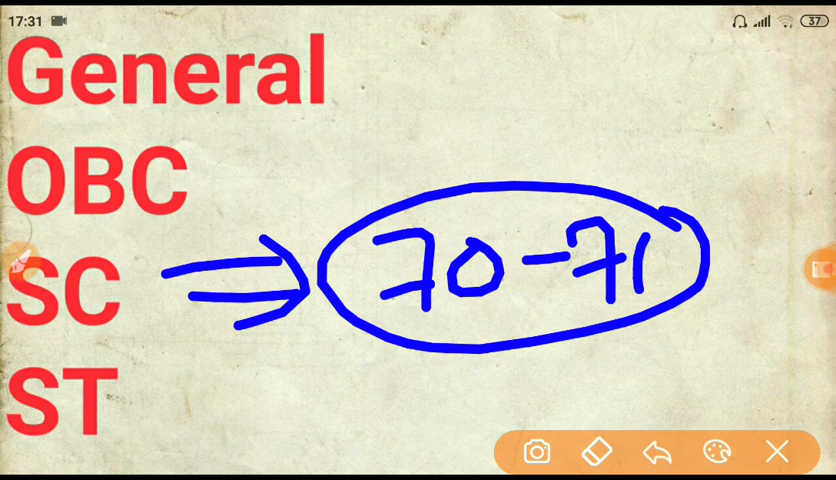 17:31
37
General
OBC
SC
⇒ 70-71
ST